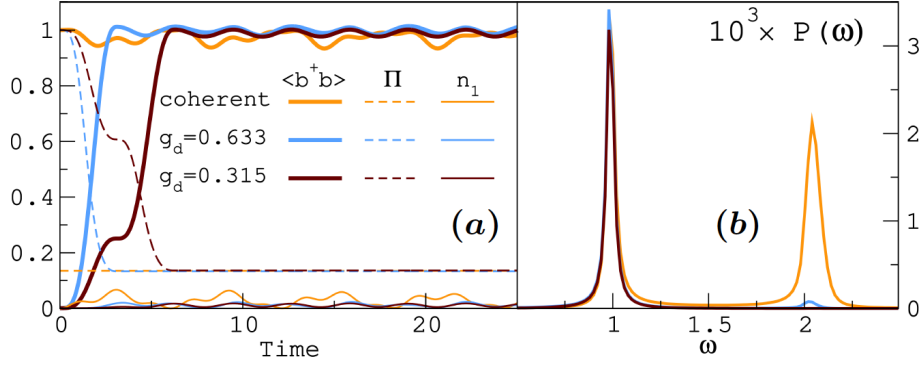 1
0.8
0.6
0.4
0.2
0
<b⁺b> Π n₁
coherent
g_d=0.633
g_d=0.315
(a)
0 10 20
Time
10³× P(ω)
(b)
3
2
1
0
1 1.5 2
ω